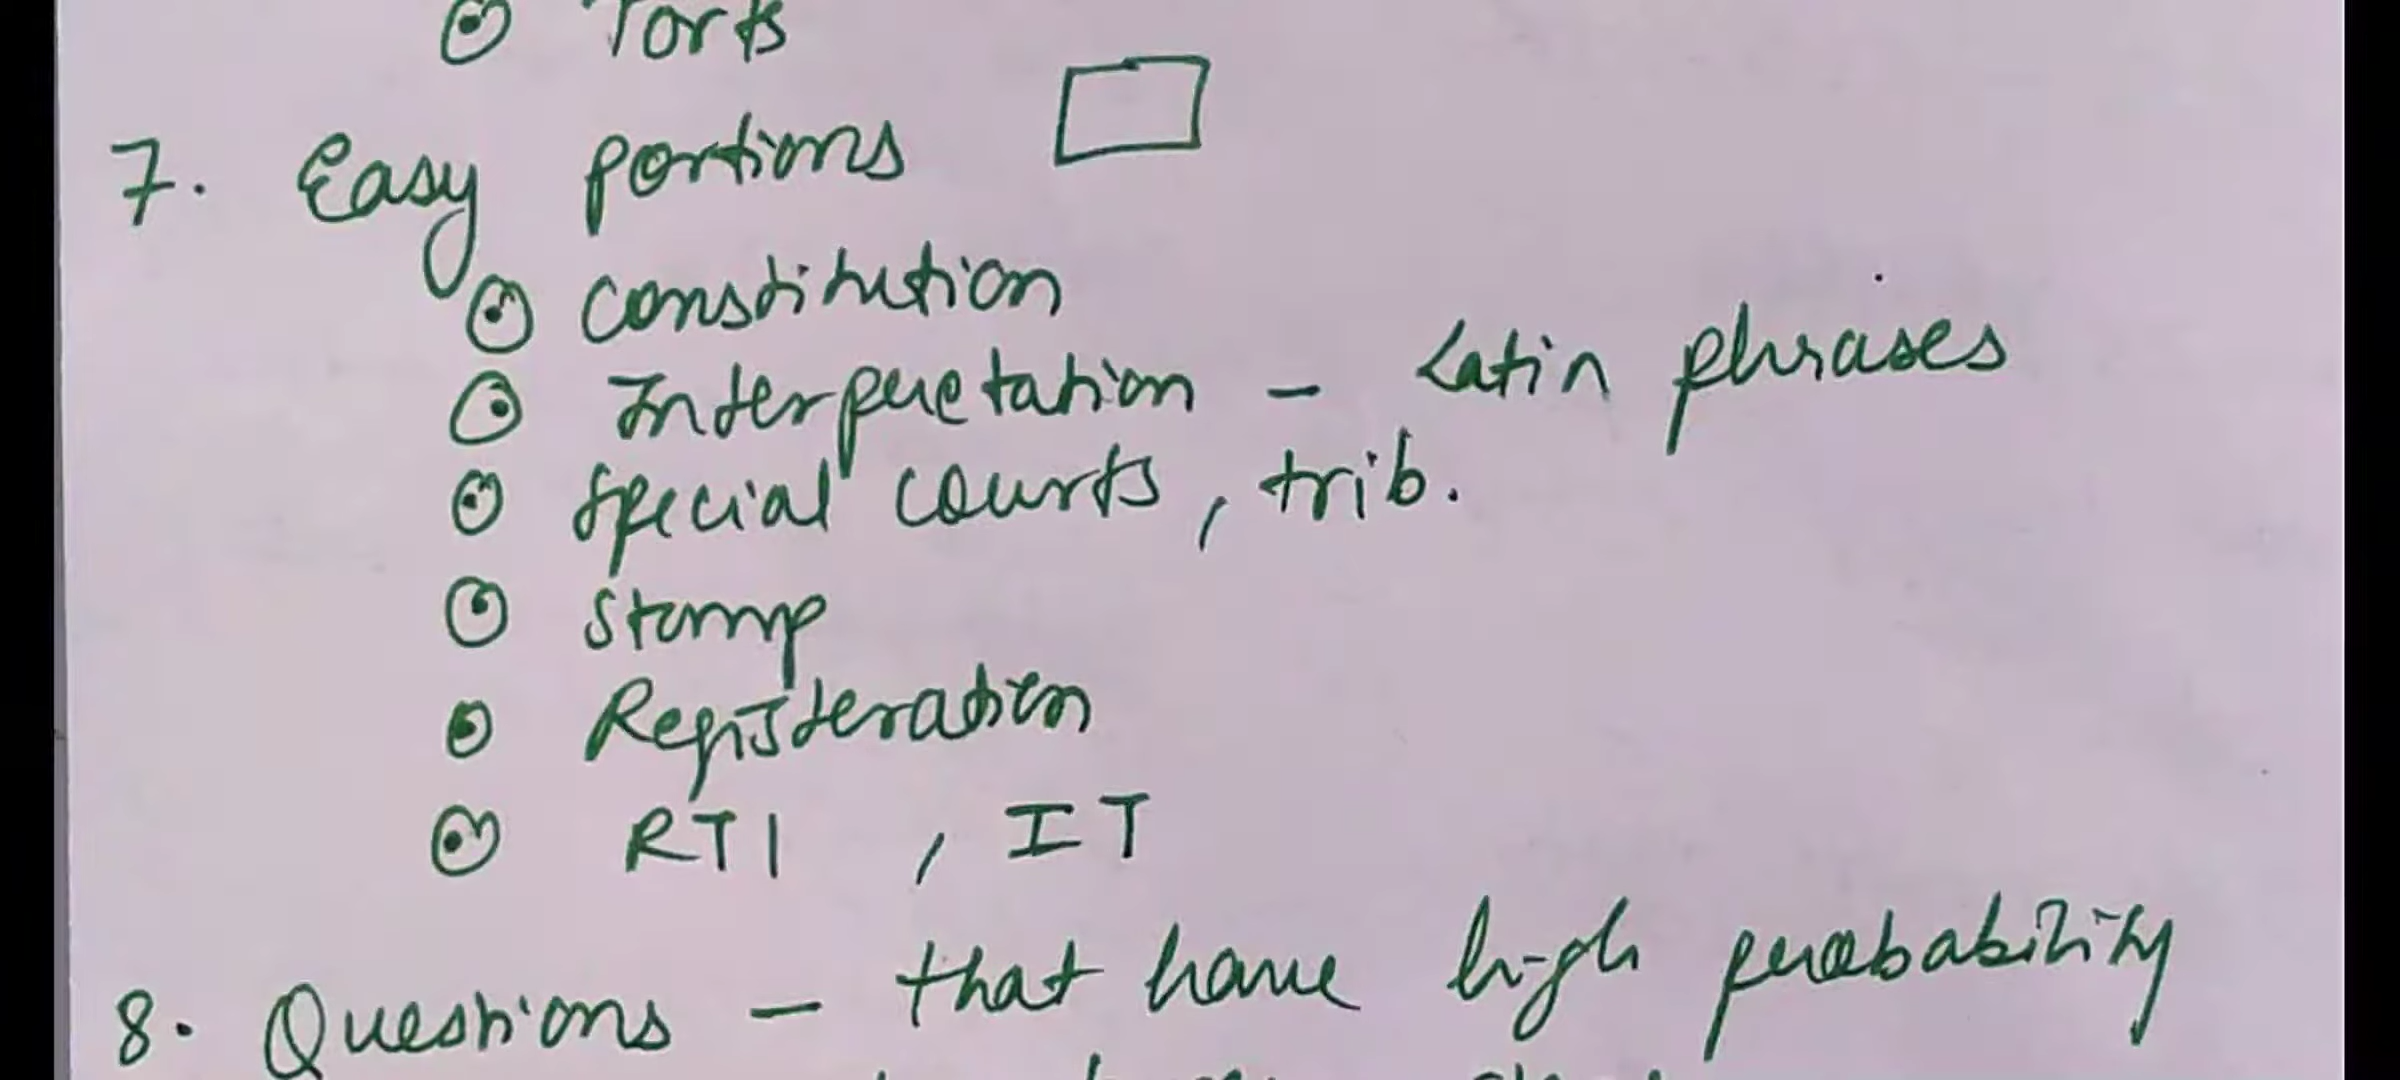 Torts
7. Easy portions
Constitution
Interpretation - Latin phrases
Special courts, trib.
Stamp
Registeration
RTI , IT
8. Questions - that have high probability